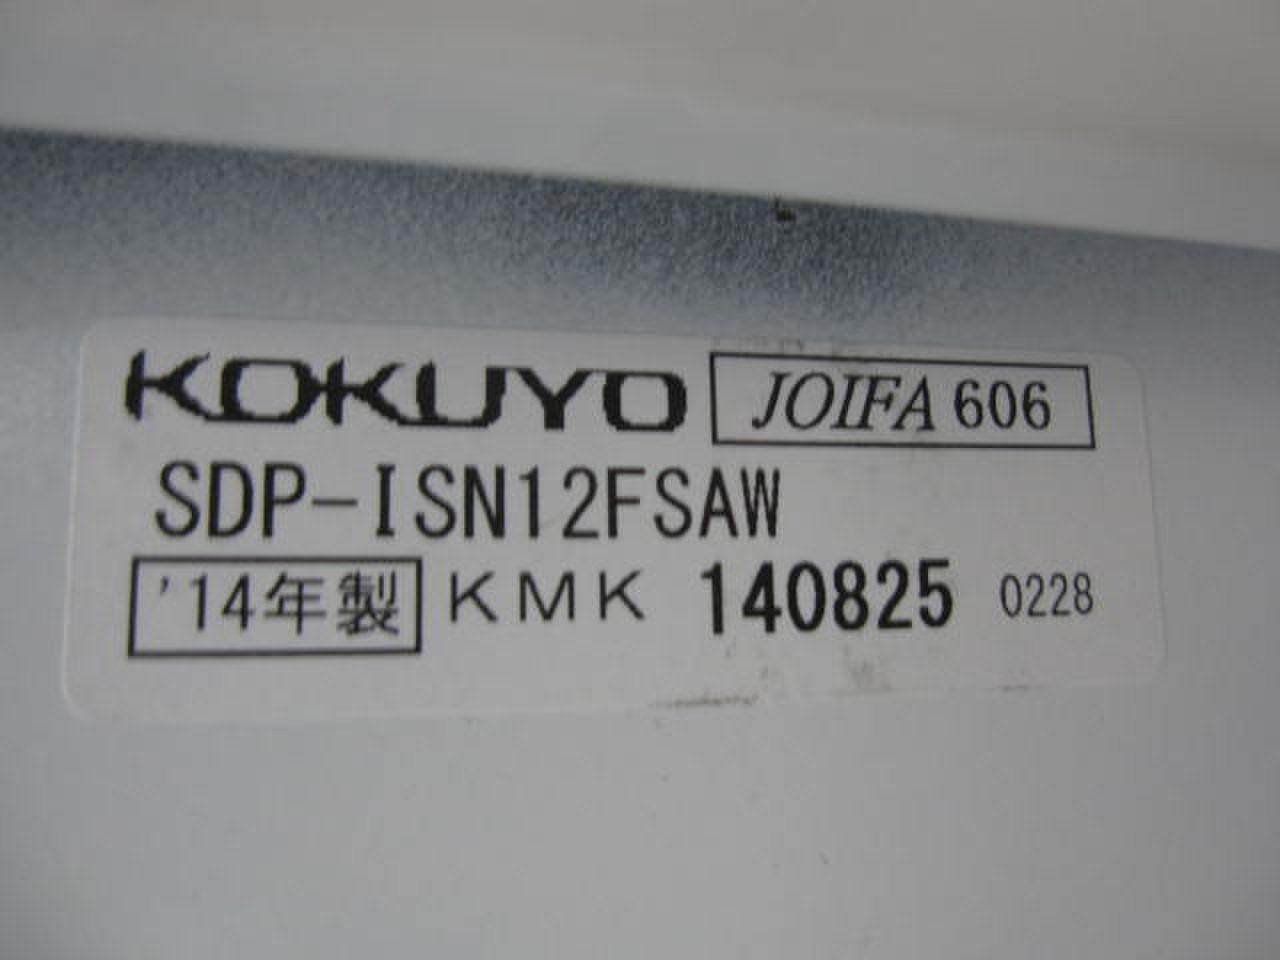 KOKUYO JOIFA 606
SDP-ISN12FSAW
'14年製 KMK 140825 0228